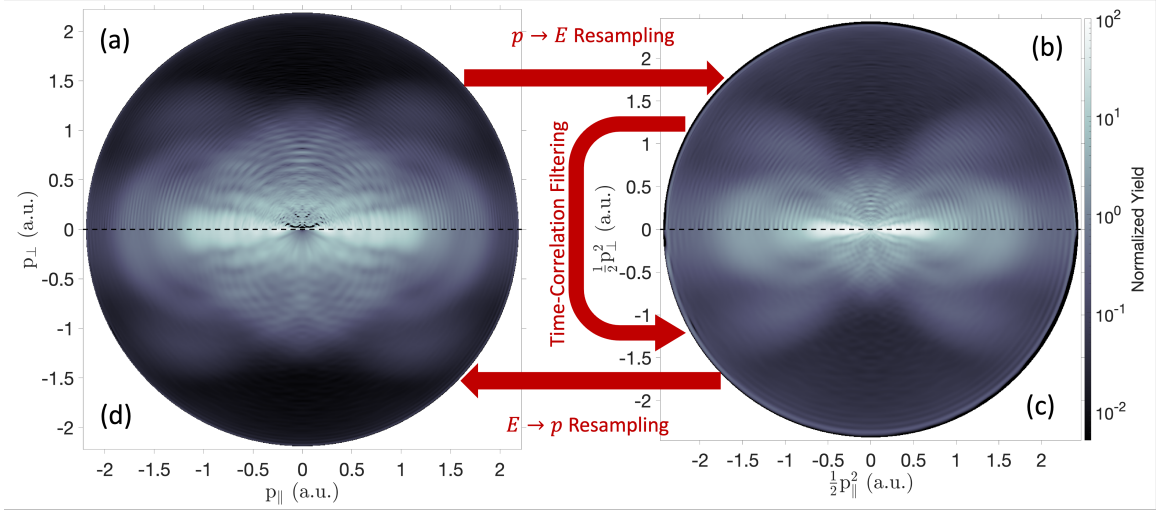 (a)
p → E Resampling
(b)
2
1.5
1
0.5
0
-0.5
-1
-1.5
-2
p⊥ (a.u.)
Time-Correlation Filtering
2
1.5
1
0.5
0
-0.5
-1
-1.5
-2
½p²⊥ (a.u.)
10²
10¹
10⁰
10⁻¹
10⁻²
Normalized Yield
(d)
E → p Resampling
(c)
-2 -1.5 -1 -0.5 0 0.5 1 1.5 2
p∥ (a.u.)
-2 -1.5 -1 -0.5 0 0.5 1 1.5 2
½p²∥ (a.u.)